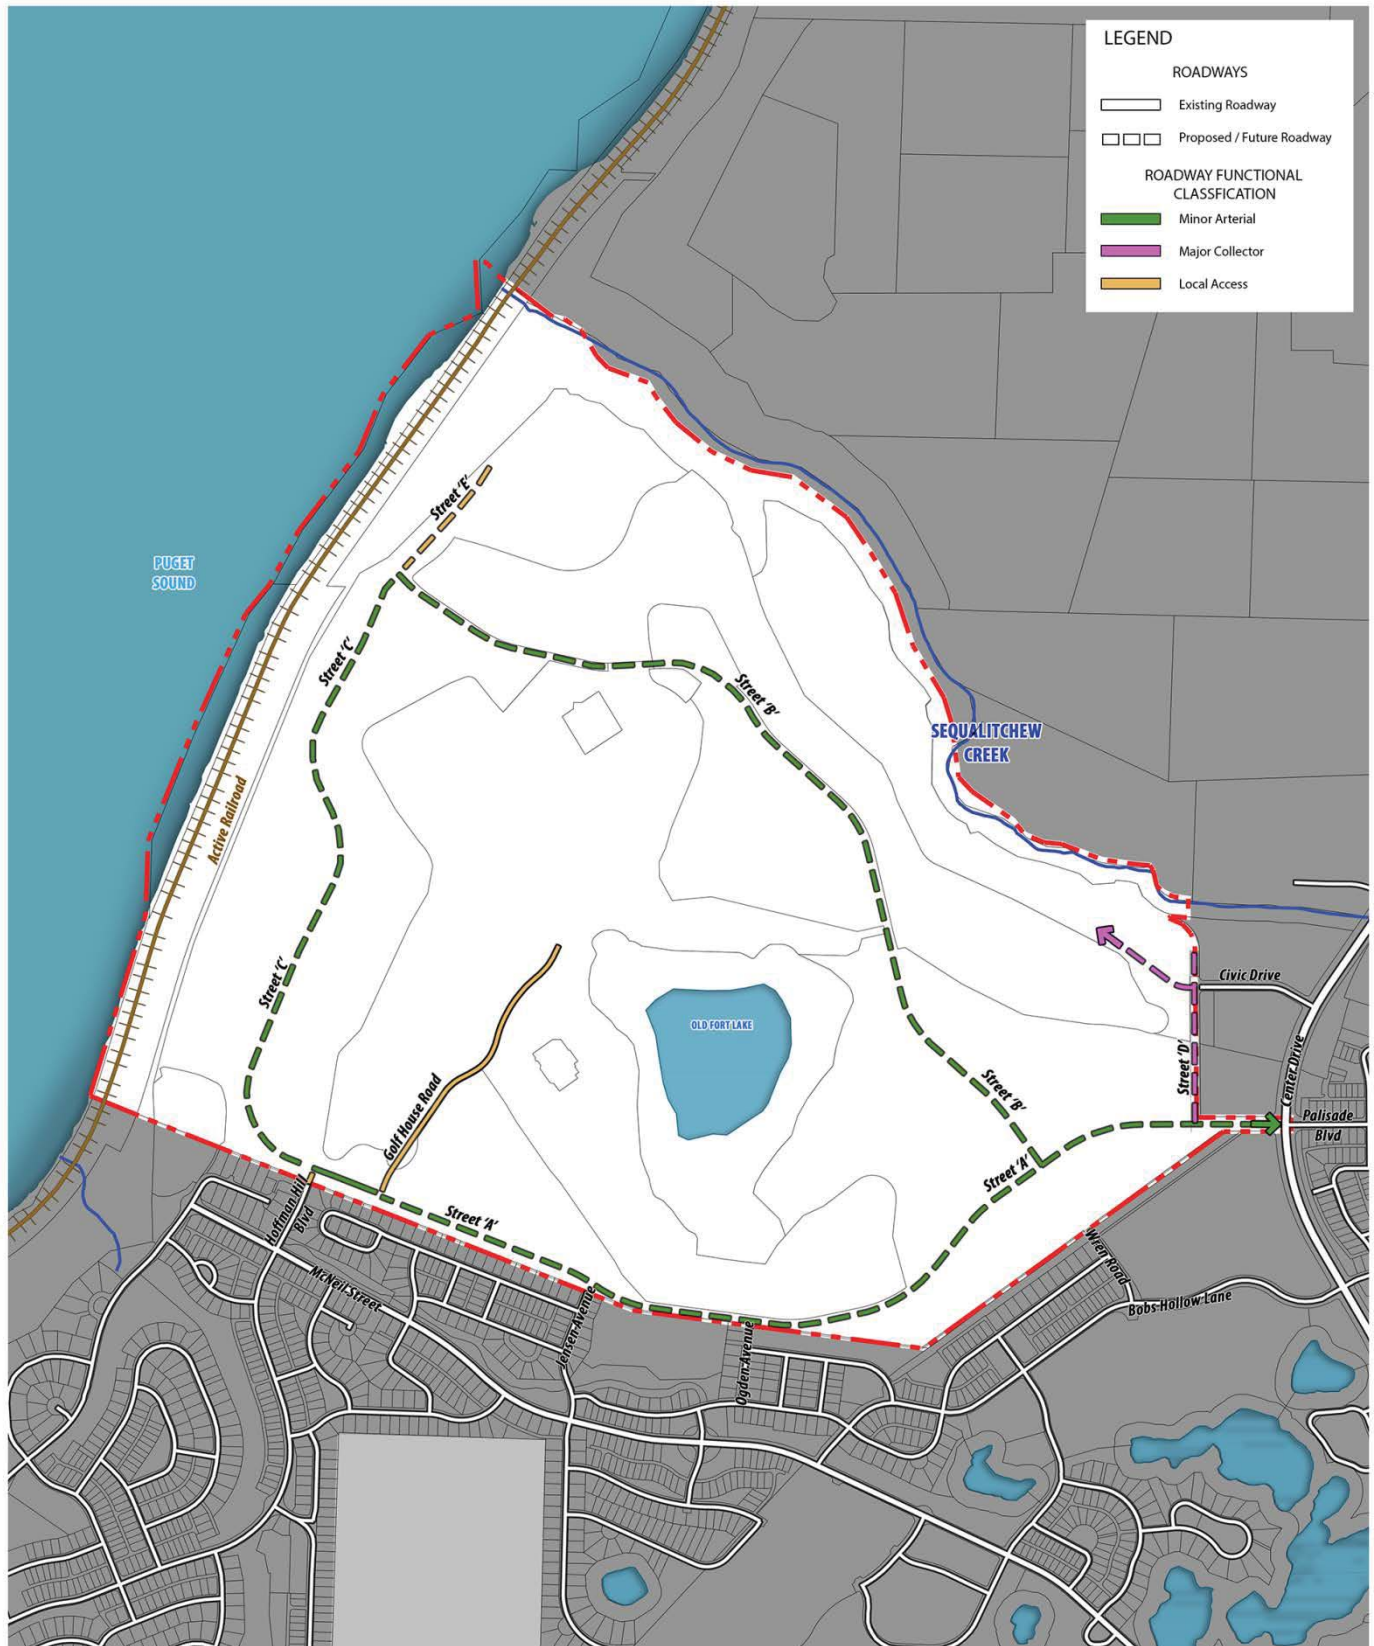 LEGEND
ROADWAYS
Existing Roadway
Proposed / Future Roadway
ROADWAY FUNCTIONAL
CLASSFICATION
Minor Arterial
Major Collector
Local Access
Street 'E'
PUGET
SOUND
Street 'C'
Street 'B'
SEQUALITCHEW
CREEK
Active Railroad
Street 'C'
Civic Drive
OLD FORT LAKE
Street 'D'
Center Drive
Golf House Road
Street 'B'
Palisade
Blvd
Street 'A'
Hoffman Hill
Blvd
Street 'A'
McNeil Street
Wren Road
Bobs Hollow Lane
Jensen Avenue
Ogden Avenue